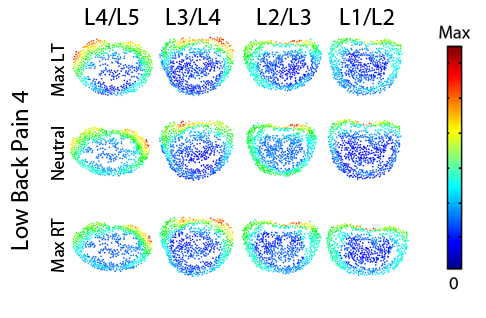 L4/L5 L3/L4 L2/L3 L1/L2
Max
Low Back Pain 4
Max LT
Neutral
Max RT
0